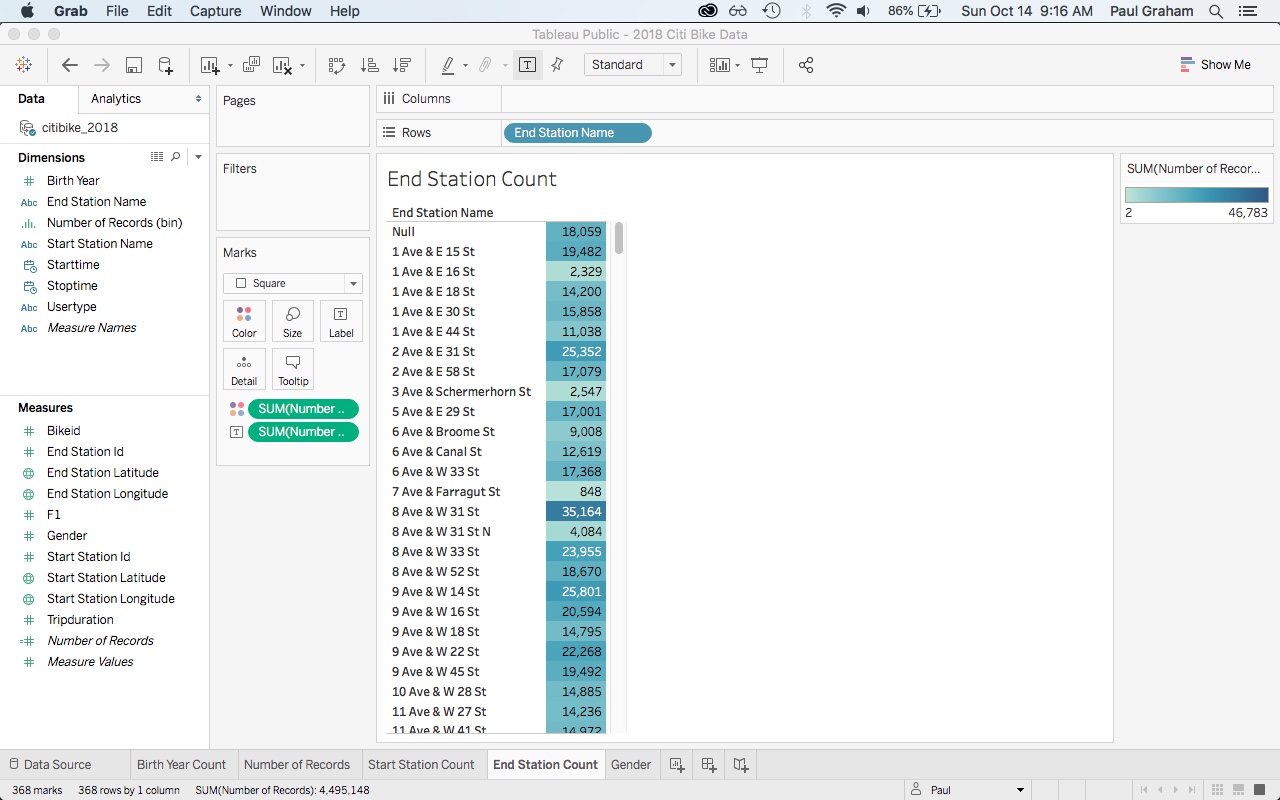 Grab File Edit Capture Window Help 86% Sun Oct 14 9:16 AM Paul Graham
Tableau Public - 2018 Citi Bike Data
Standard Show Me
Data Analytics
citibike_2018
Dimensions
Abc Birth Year
Abc End Station Name
Number of Records (bin)
Abc Start Station Name
Starttime
Stoptime
Abc Usertype
Abc Measure Names
Measures
Bikeid
End Station Id
End Station Latitude
End Station Longitude
F1
Gender
Start Station Id
Start Station Latitude
Start Station Longitude
Tripduration
Number of Records
Measure Values
Pages
Filters
Marks
Square
Color Size Label
Detail Tooltip
SUM(Number ..
SUM(Number ..
Columns
Rows End Station Name
End Station Count
End Station Name
Null 18,059
1 Ave & E 15 St 19,482
1 Ave & E 16 St 2,329
1 Ave & E 18 St 14,200
1 Ave & E 30 St 15,858
1 Ave & E 44 St 11,038
2 Ave & E 31 St 25,352
2 Ave & E 58 St 17,079
3 Ave & Schermerhorn St 2,547
5 Ave & E 29 St 17,001
6 Ave & Broome St 9,008
6 Ave & Canal St 12,619
6 Ave & W 33 St 17,368
7 Ave & Farragut St 848
8 Ave & W 31 St 35,164
8 Ave & W 31 St N 4,084
8 Ave & W 33 St 23,955
8 Ave & W 52 St 18,670
9 Ave & W 14 St 25,801
9 Ave & W 16 St 20,594
9 Ave & W 18 St 14,795
9 Ave & W 22 St 22,268
9 Ave & W 45 St 19,492
10 Ave & W 28 St 14,885
11 Ave & W 27 St 14,236
11 Ave & W 41 St 14,972
SUM(Number of Recor...
2 46,783
Data Source Birth Year Count Number of Records Start Station Count End Station Count Gender
368 marks 368 rows by 1 column SUM(Number of Records): 4,495,148 Paul